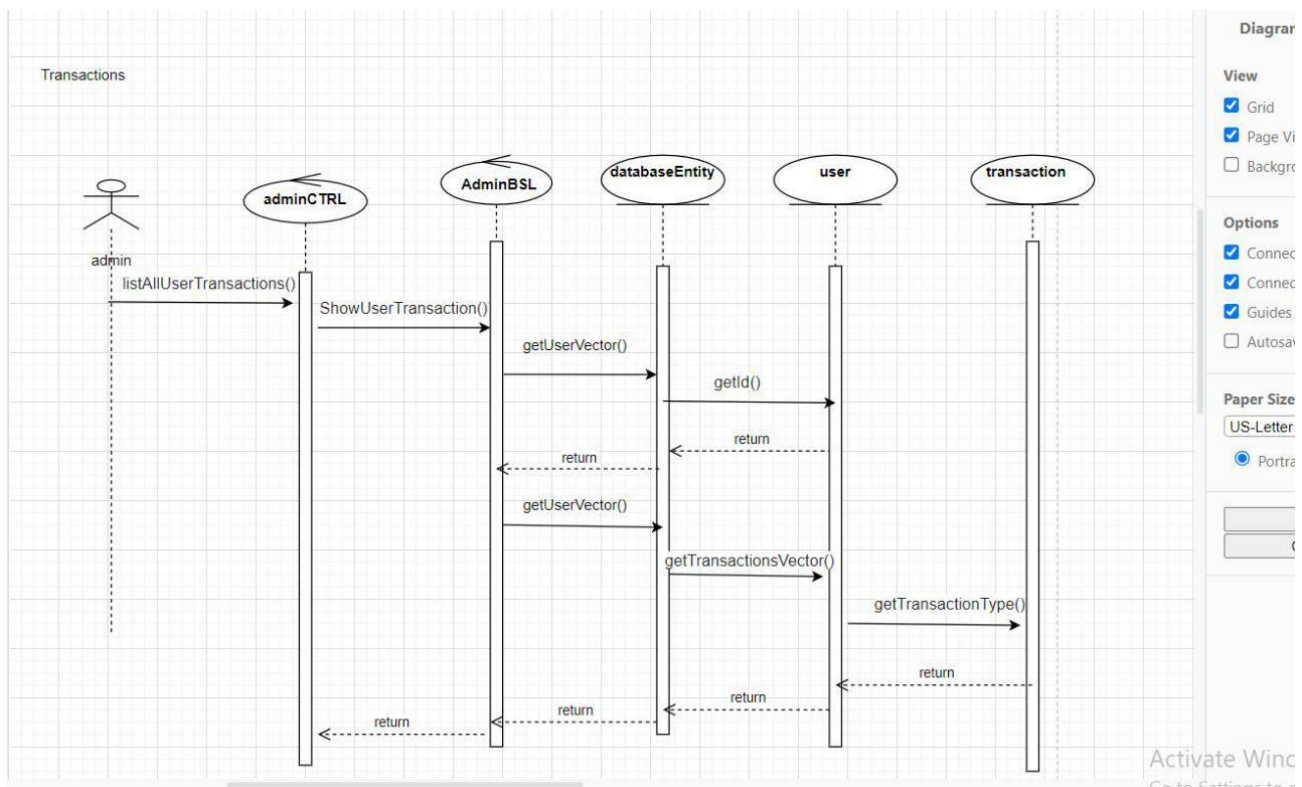 Transactions
adminCTRL
AdminBSL
databaseEntity
user
transaction
admin
listAllUserTransactions()
ShowUserTransaction()
getUserVector()
getId()
return
return
getUserVector()
getTransactionsVector()
getTransactionType()
return
return
return
return
View
Grid
Options
Guides
Paper Size
US-Letter
Activate